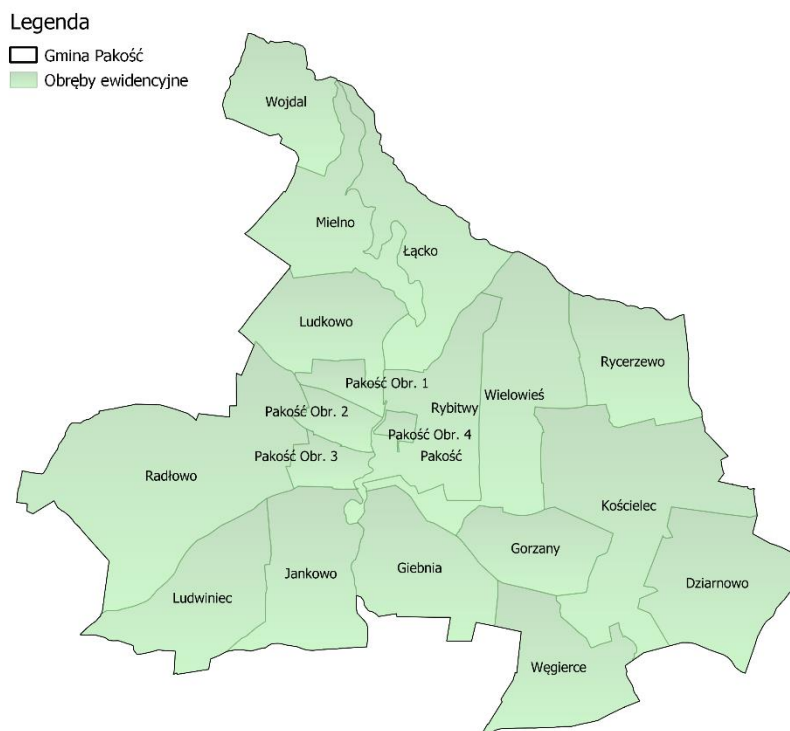 Legenda
Gmina Pakość
Obręby ewidencyjne
Wojdal
Mielno
Łącko
Ludkowo
Rycerzewo
Pakość Obr. 1
Wielowieś
Rybitwy
Pakość Obr. 2
Pakość Obr. 4
Pakość Obr. 3
Pakość
Radłowo
Kościelec
Gorzany
Giebnia
Jankowo
Dziarnowo
Ludwiniec
Węgierce